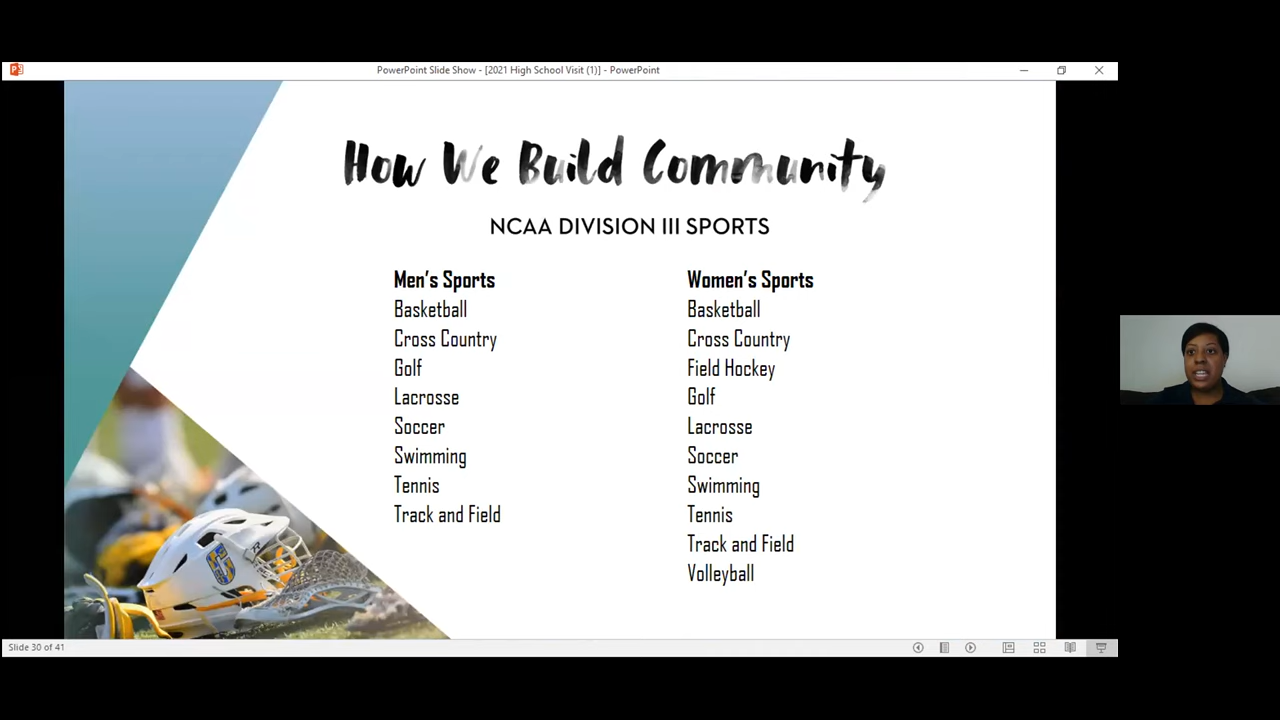 PowerPoint Slide Show - [2021 High School Visit (1)] - PowerPoint
How We Build Community
NCAA DIVISION III SPORTS
Men's Sports
Basketball
Cross Country
Golf
Lacrosse
Soccer
Swimming
Tennis
Track and Field
Women's Sports
Basketball
Cross Country
Field Hockey
Golf
Lacrosse
Soccer
Swimming
Tennis
Track and Field
Volleyball
Slide 30 of 41